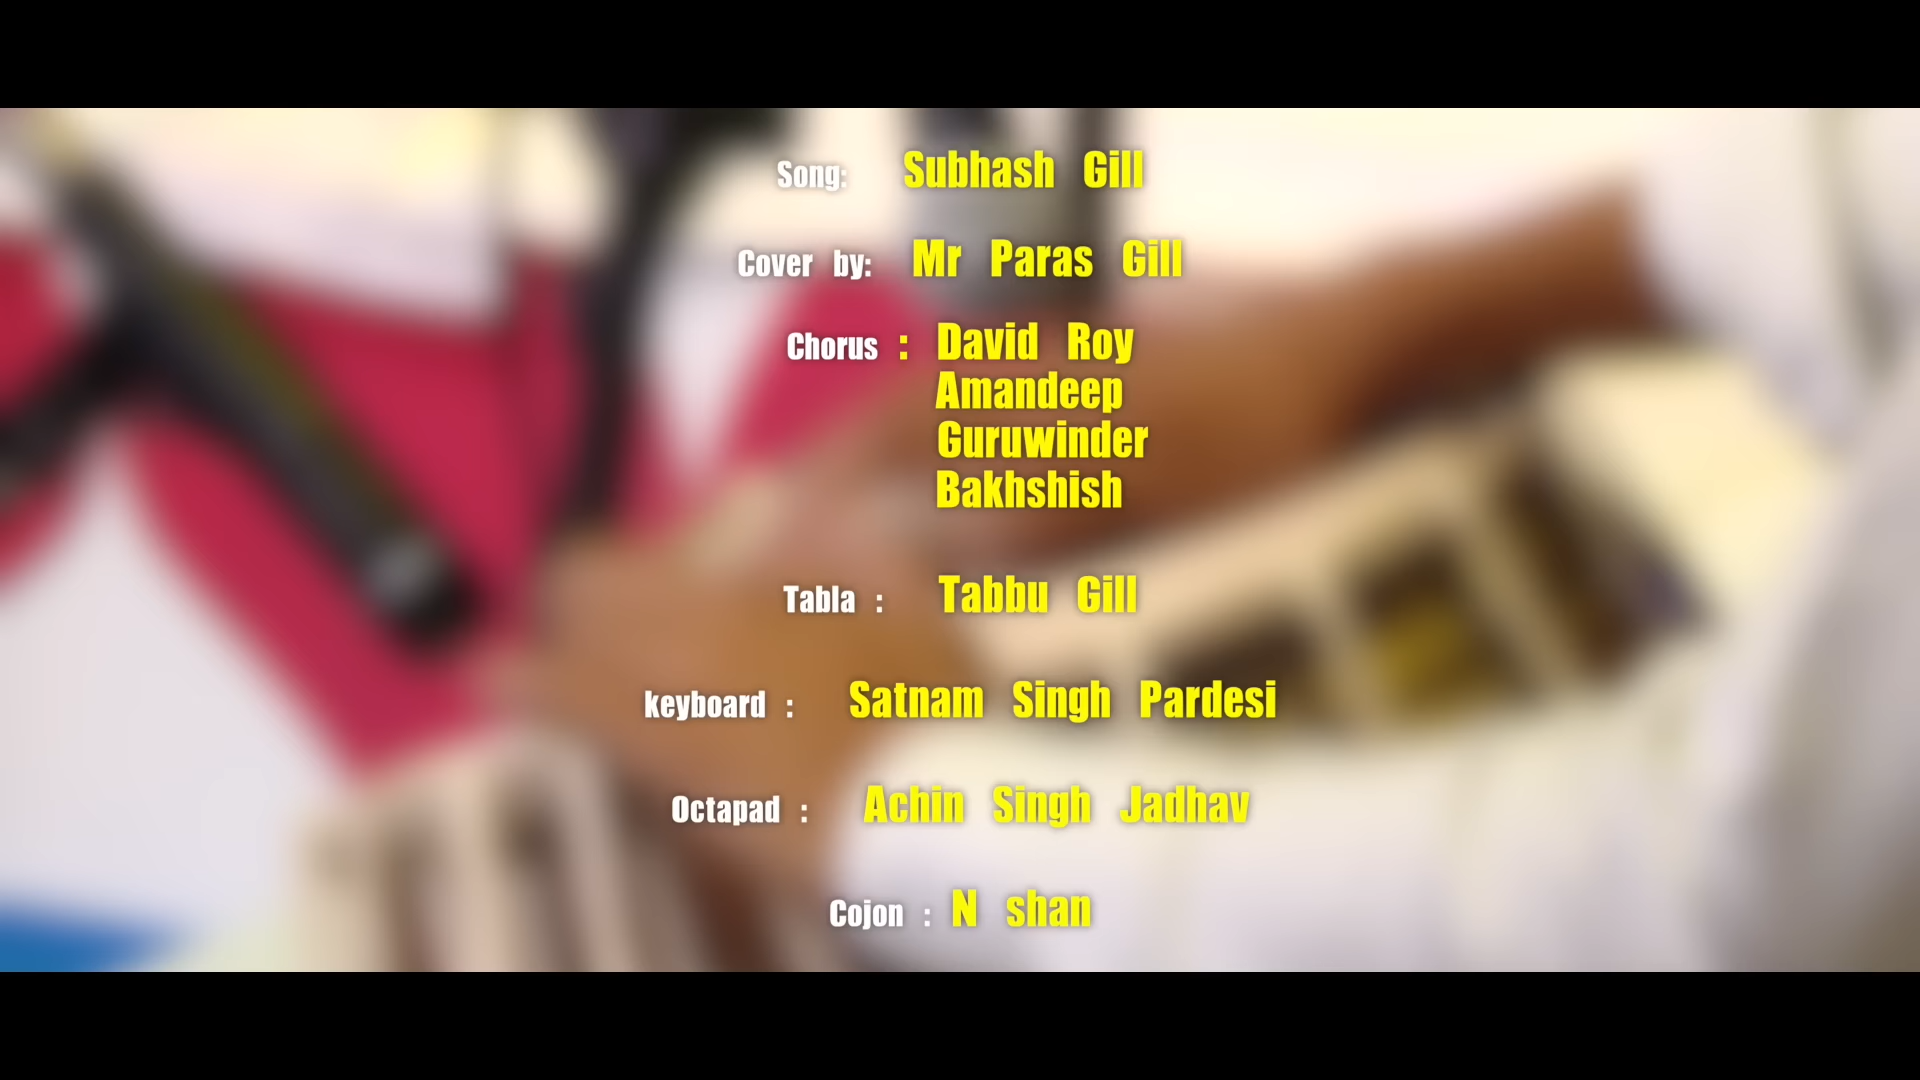 Song: Subhash Gill
Cover by: Mr Paras Gill
Chorus : David Roy
Amandeep
Guruwinder
Bakhshish
Tabla : Tabbu Gill
keyboard : Satnam Singh Pardesi
Octapad : Achin Singh Jadhav
Cojon : N shan